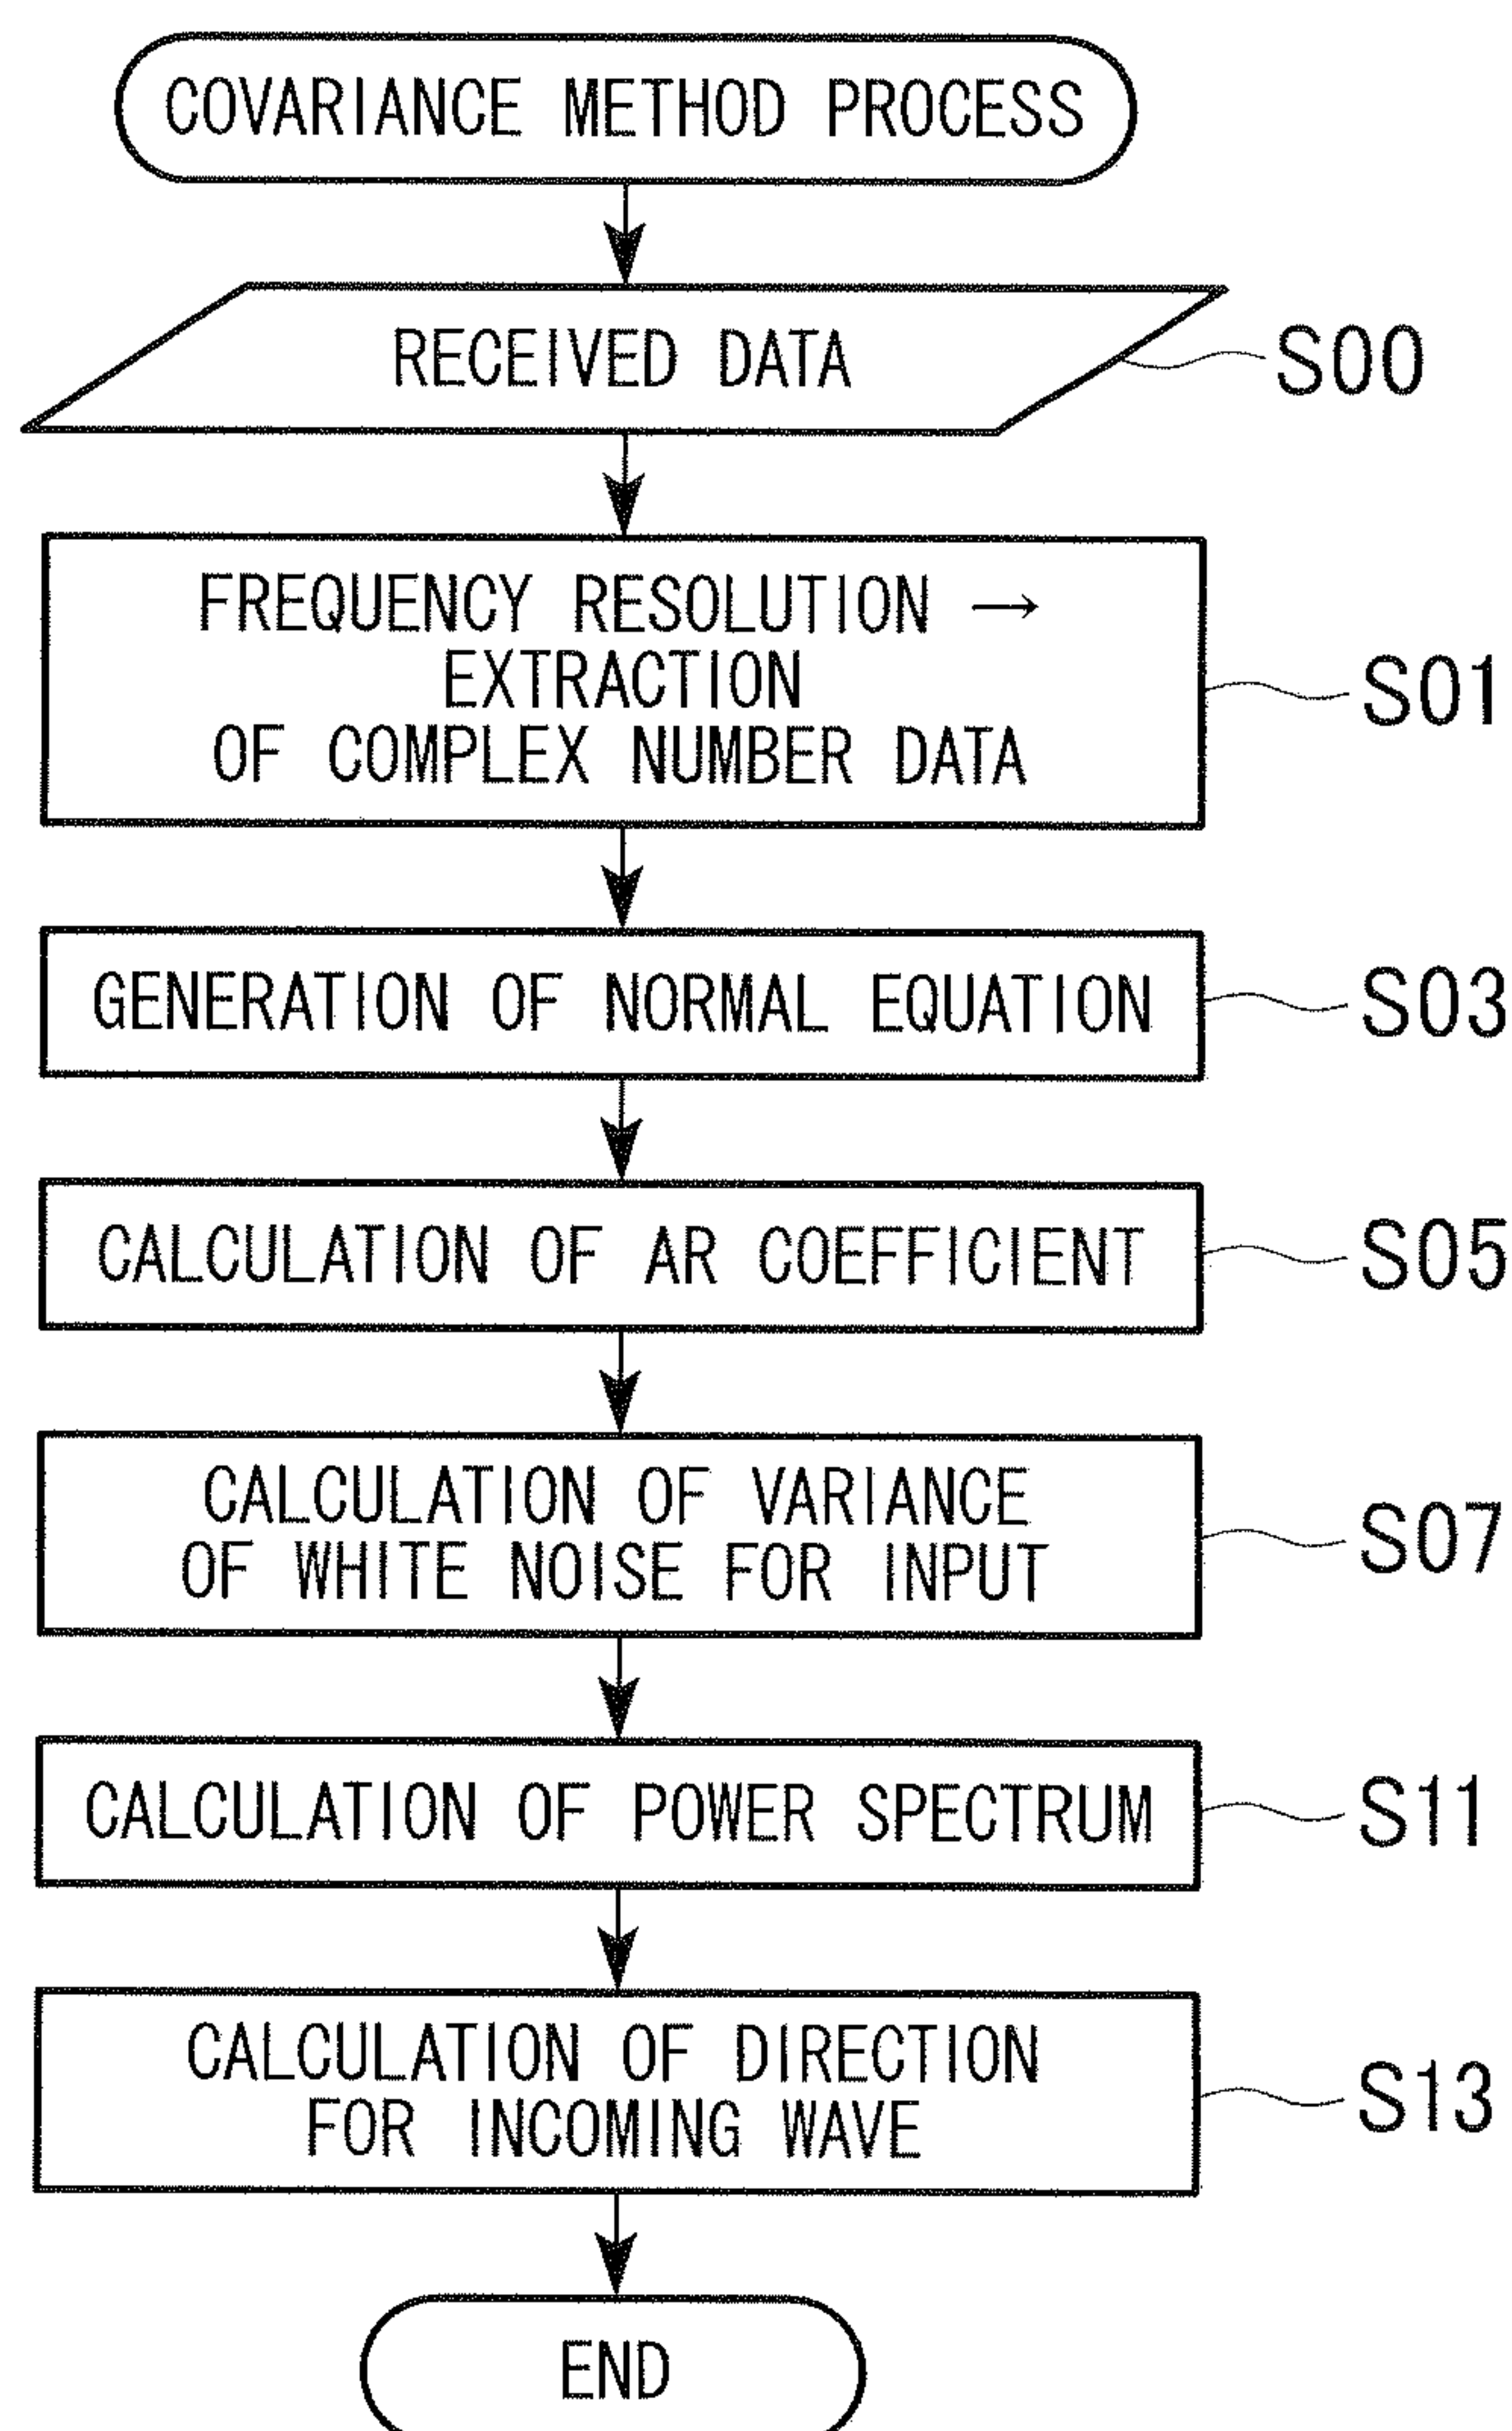 COVARIANCE METHOD PROCESS
RECEIVED DATA
S00
FREQUENCY RESOLUTION →
EXTRACTION
OF COMPLEX NUMBER DATA
S01
GENERATION OF NORMAL EQUATION
S03
CALCULATION OF AR COEFFICIENT
S05
CALCULATION OF VARIANCE
OF WHITE NOISE FOR INPUT
S07
CALCULATION OF POWER SPECTRUM
S11
CALCULATION OF DIRECTION
FOR INCOMING WAVE
S13
END